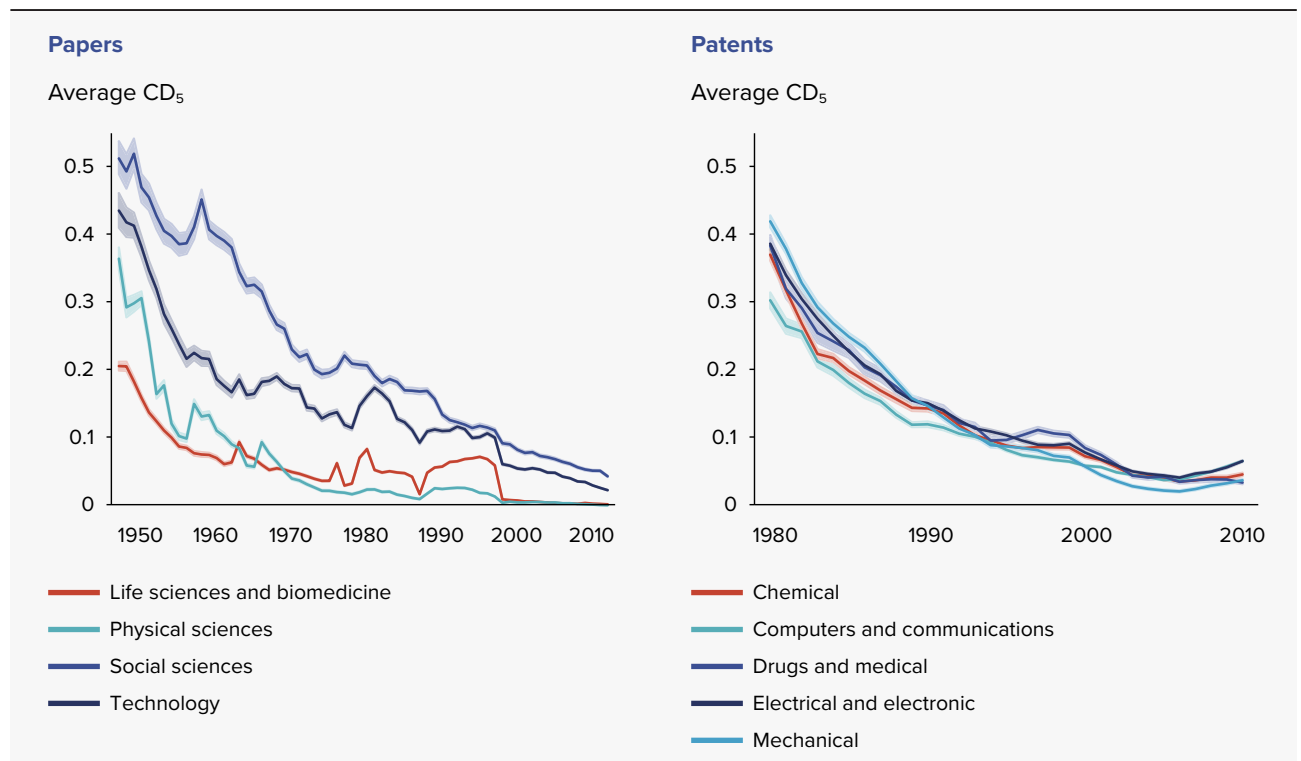 Papers
Average CD₅
0.5
0.4
0.3
0.2
0.1
0
1950 1960 1970 1980 1990 2000 2010
Life sciences and biomedicine
Physical sciences
Social sciences
Technology
Patents
Average CD₅
0.5
0.4
0.3
0.2
0.1
0
1980 1990 2000 2010
Chemical
Computers and communications
Drugs and medical
Electrical and electronic
Mechanical